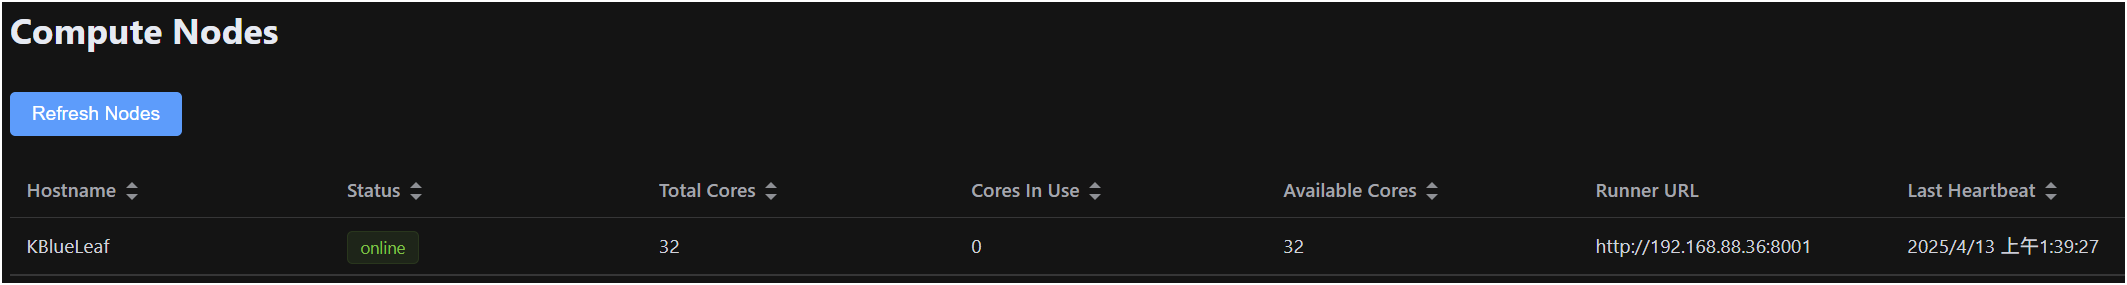 Compute Nodes
Refresh Nodes
Hostname Status Total Cores Cores In Use Available Cores Runner URL Last Heartbeat
KBlueLeaf online 32 0 32 http://192.168.88.36:8001 2025/4/13 上午1:39:27